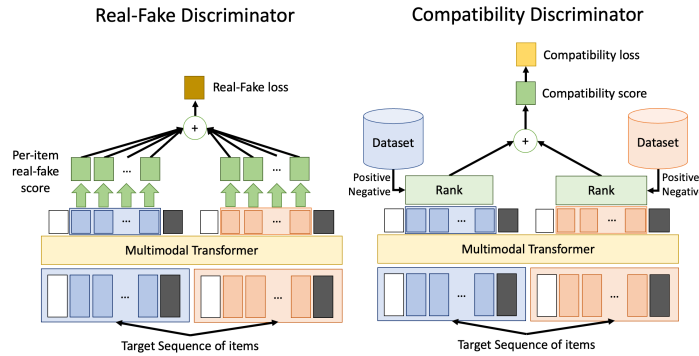 Real-Fake Discriminator
Real-Fake loss
+
Per-item
real-fake
score
...
...
...
...
Multimodal Transformer
...
...
Target Sequence of items
Compatibility Discriminator
Compatibility loss
Compatibility score
+
Dataset
Dataset
Positive
Negative
Positive
Negativ
Rank
Rank
...
...
Multimodal Transformer
...
...
Target Sequence of items